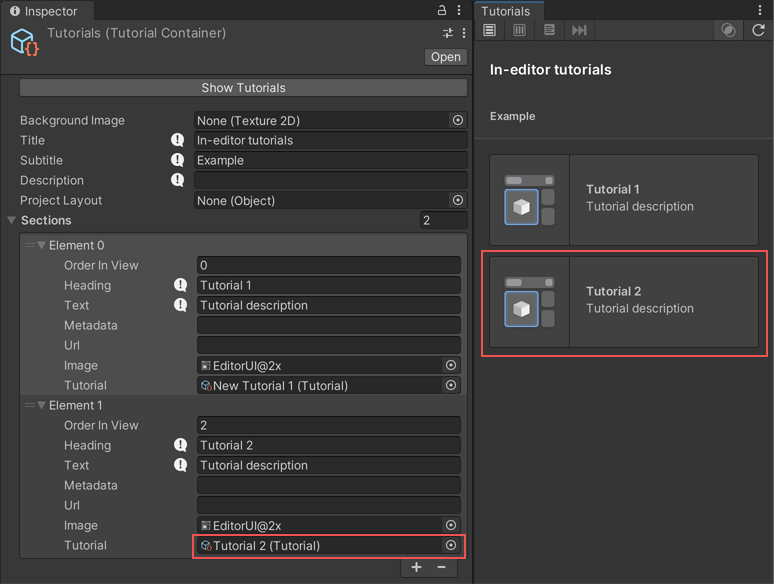 Inspector
Tutorials (Tutorial Container)
Open
Show Tutorials
Background Image None (Texture 2D)
Title In-editor tutorials
Subtitle Example
Description
Project Layout None (Object)
Sections 2
Element 0
Order In View 0
Heading Tutorial 1
Text Tutorial description
Metadata
Url
Image EditorUI@2x
Tutorial New Tutorial 1 (Tutorial)
Element 1
Order In View 2
Heading Tutorial 2
Text Tutorial description
Metadata
Url
Image EditorUI@2x
Tutorial Tutorial 2 (Tutorial)
Tutorials
In-editor tutorials
Example
Tutorial 1
Tutorial description
Tutorial 2
Tutorial description